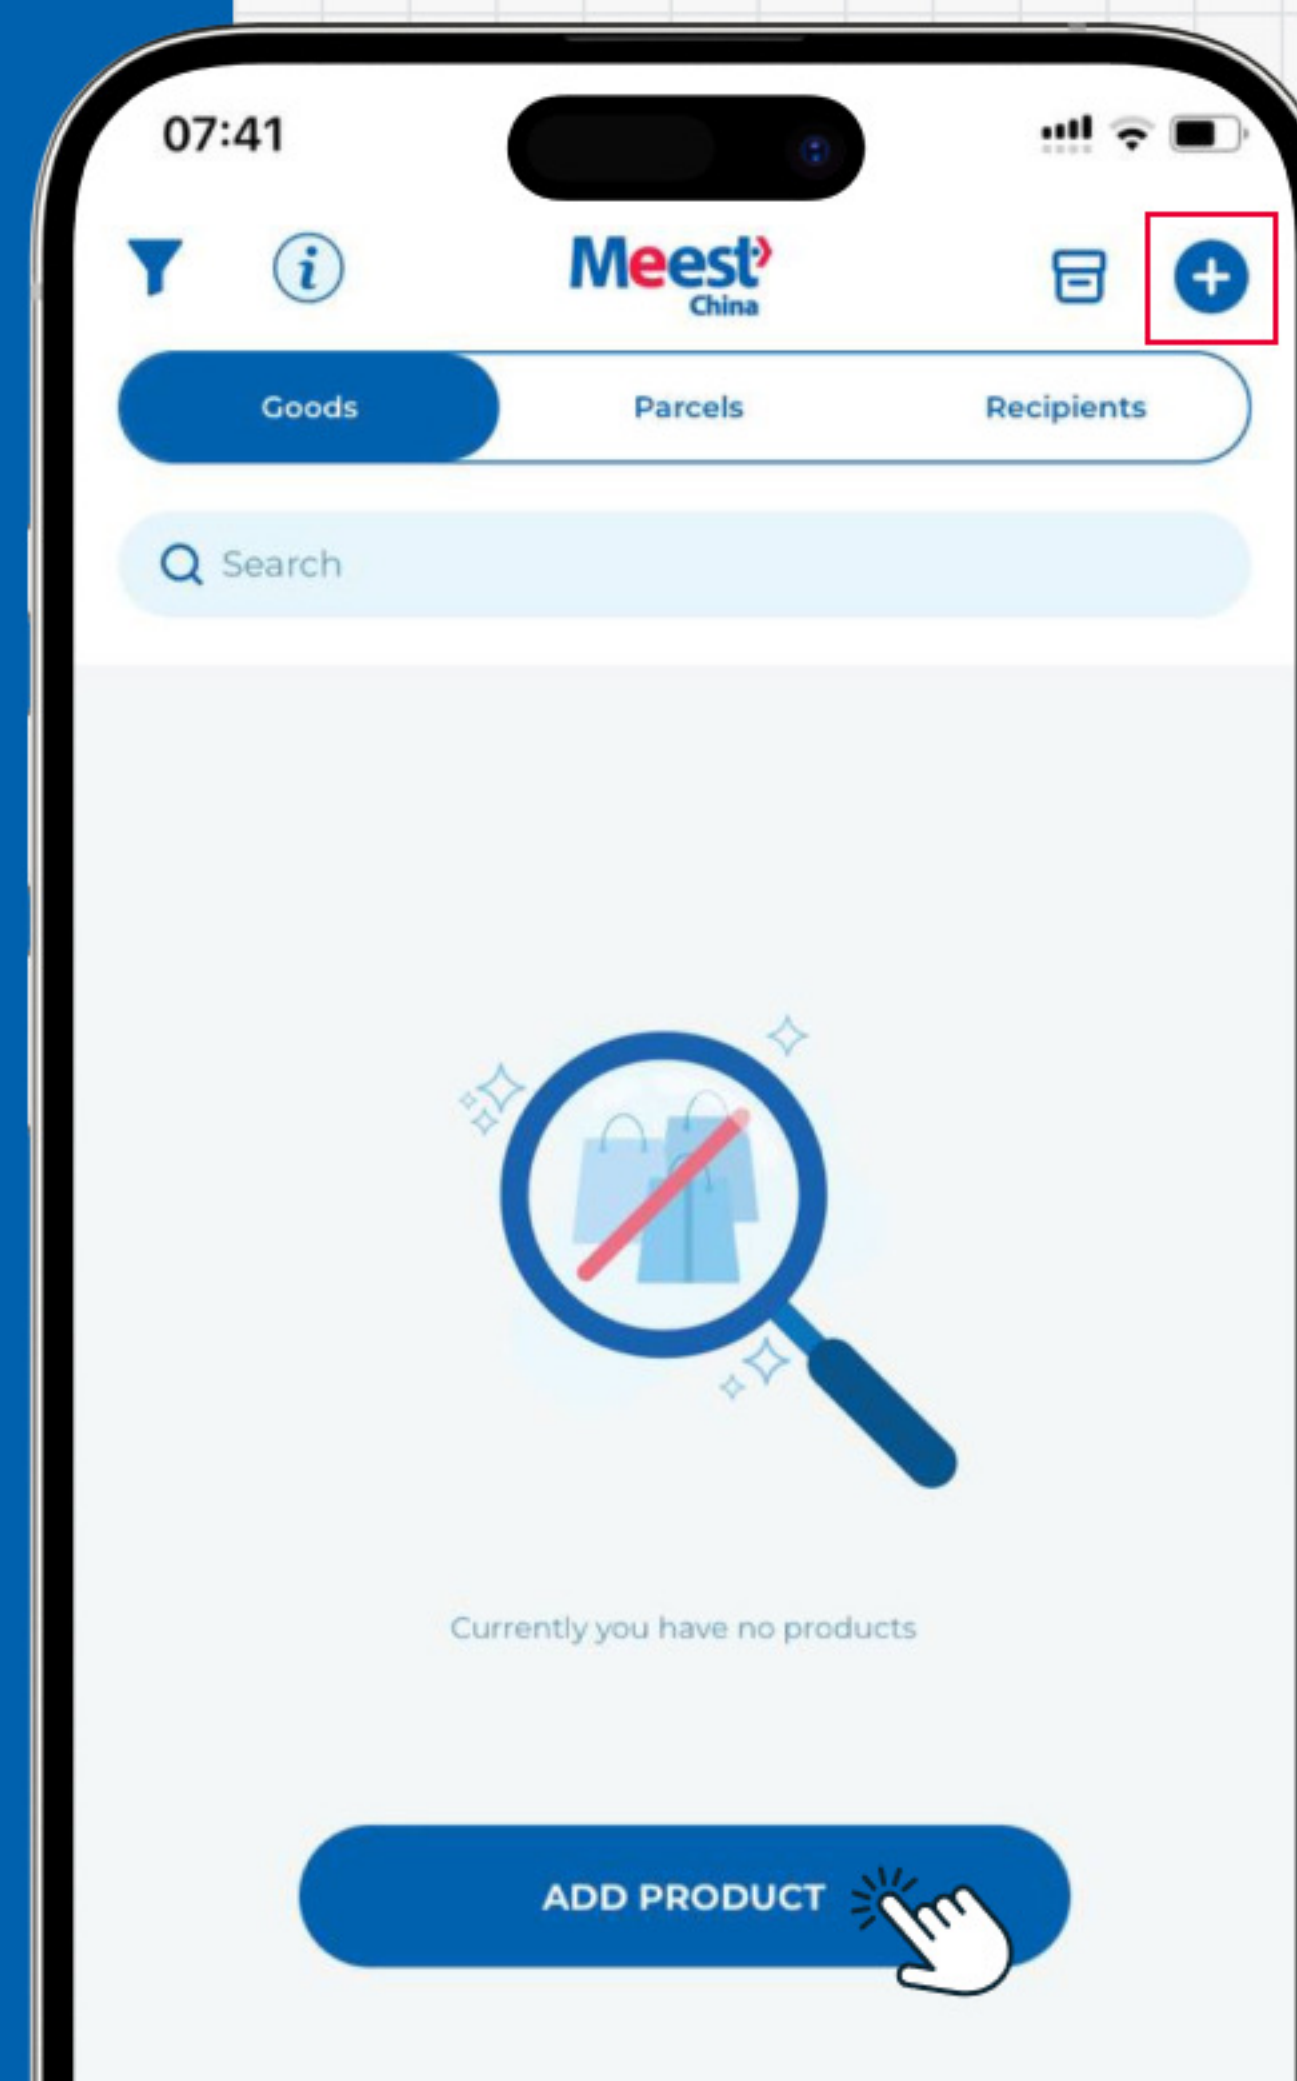 07:41
Meest
China
Goods Parcels Recipients
Search
Currently you have no products
ADD PRODUCT